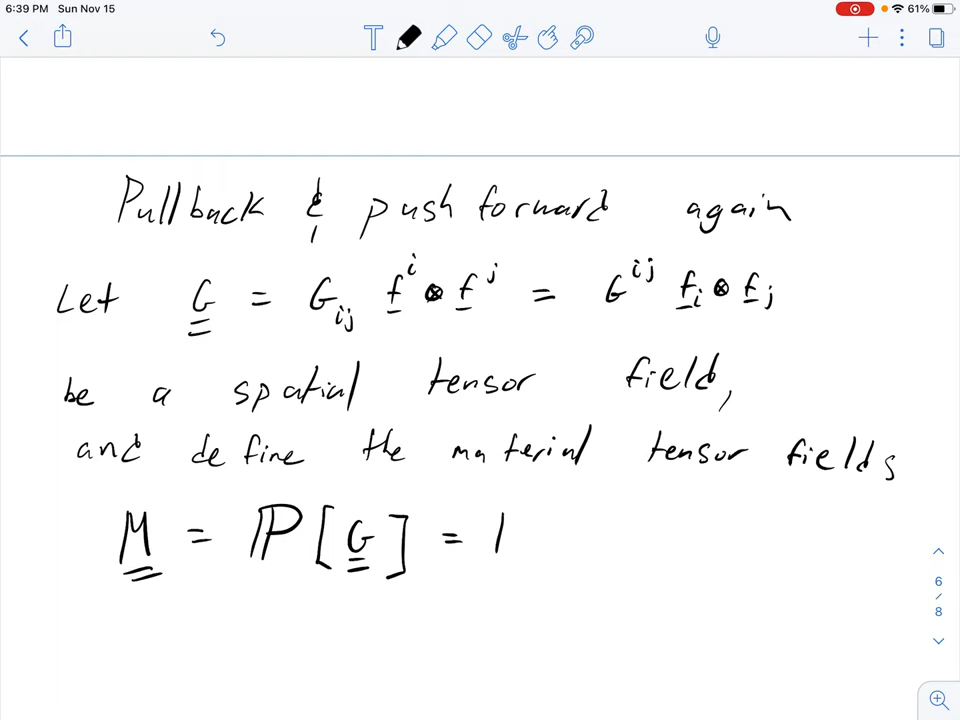 6:39 PM Sun Nov 15
61%
Pullback & push forward again
Let G = G_ij f^i ⊗ f^j = G^ij f_i ⊗ f_j
be a spatial tensor field,
and define the material tensor fields
M = ℙ[G] =
6
/
8